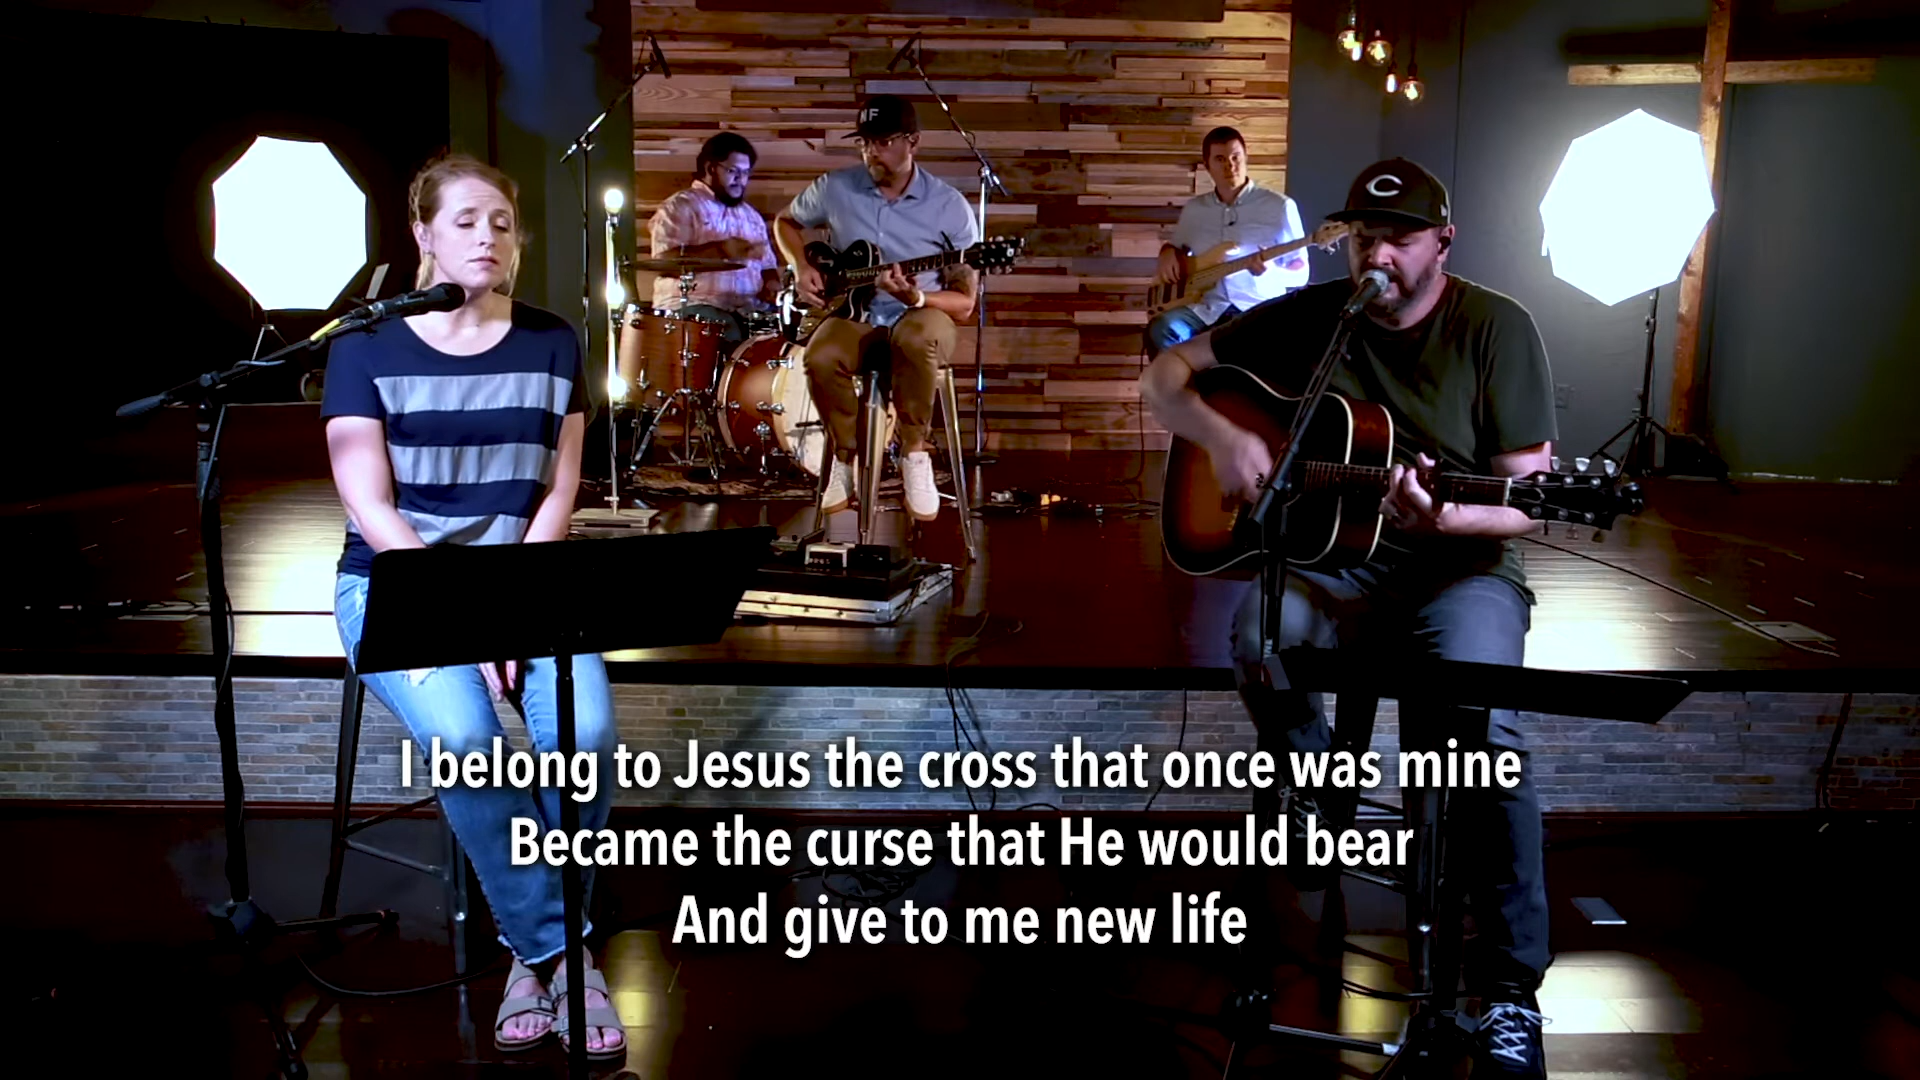 NF
C
I belong to Jesus the cross that once was mine
Became the curse that He would bear
And give to me new life